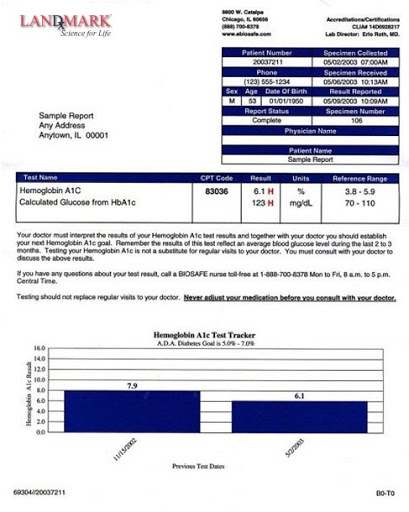 LANDMARK
Rx
Science for Life
5600 W. Catalpa
Chicago, IL 60656
(888) 700-8378
www.ebiosafe.com
Accreditations/Certifications
CLIA# 14D0928217
Lab Director: Erlo Roth, MD.
Patient Number Specimen Collected
20037211 05/02/2003 07:00AM
Phone Specimen Received
(123) 555-1234 05/06/2003 10:13AM
Sex Age Date Of Birth Result Reported
M 53 01/01/1950 05/09/2003 10:09AM
Report Status Specimen Number
Complete 106
Physician Name
Patient Name
Sample Report
Sample Report
Any Address
Anytown, IL 00001
Test Name CPT Code Result Units Reference Range
Hemoglobin A1C 83036 6.1 H % 3.8 - 5.9
Calculated Glucose from HbA1c 123 H mg/dL 70 - 110
Your doctor must interpret the results of your Hemoglobin A1c test results and together with your doctor you should establish
your next Hemoglobin A1c goal. Remember the results of this test reflect an average blood glucose level during the last 2 to 3
months. Testing your Hemoglobin A1c is not a substitute for regular visits to your doctor. You must consult with your doctor to
discuss the above results.
If you have any questions about your test result, call a BIOSAFE nurse toll-free at 1-888-700-8378 Mon to Fri, 8 a.m. to 5 p.m.
Central Time.
Testing should not replace regular visits to your doctor. Never adjust your medication before you consult with your doctor.
Hemoglobin A1c Test Tracker
A.D.A. Diabetes Goal is 5.0% - 7.0%
Hemoglobin A1c Result
16.0
14.0
12.0
10.0
8.0
6.0
4.0
2.0
0.0
7.9
6.1
11/15/2002
5/2/2003
Previous Test Dates
69304//20037211 B0-T0